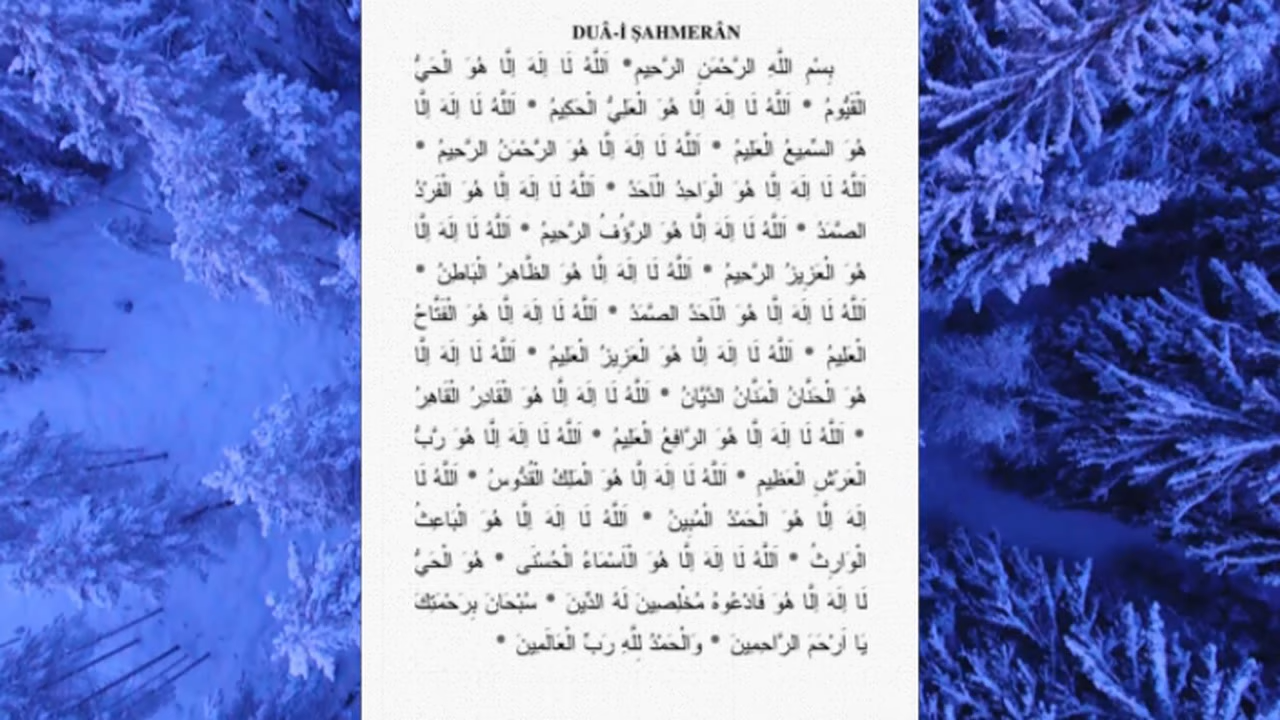 DUÂ-İ ŞAHMERÂN
بِسْمِ اللَّهِ الرَّحْمَنِ الرَّحِيمِ * اَللَّهُ لَا اِلَهَ اِلَّا هُوَ الْحَيُّ
الْقَيُّومُ * اَللَّهُ لَا اِلَهَ اِلَّا هُوَ الْعَلِيُّ الْحَكِيمُ * اَللَّهُ لَا اِلَهَ اِلَّا
هُوَ السَّمِيعُ الْعَلِيمُ * اَللَّهُ لَا اِلَهَ اِلَّا هُوَ الرَّحْمَنُ الرَّحِيمُ *
اَللَّهُ لَا اِلَهَ اِلَّا هُوَ الْوَاحِدُ الْاَحَدُ * اَللَّهُ لَا اِلَهَ اِلَّا هُوَ الْفَرْدُ
الصَّمَدُ * اَللَّهُ لَا اِلَهَ اِلَّا هُوَ الرَّؤُفُ الرَّحِيمُ * اَللَّهُ لَا اِلَهَ اِلَّا
هُوَ الْعَزِيزُ الرَّحِيمُ * اَللَّهُ لَا اِلَهَ اِلَّا هُوَ الظَّاهِرُ الْبَاطِنُ *
اَللَّهُ لَا اِلَهَ اِلَّا هُوَ الْاَحَدُ الصَّمَدُ * اَللَّهُ لَا اِلَهَ اِلَّا هُوَ الْفَتَّاحُ
الْعَلِيمُ * اَللَّهُ لَا اِلَهَ اِلَّا هُوَ الْعَزِيزُ الْعَلِيمُ * اَللَّهُ لَا اِلَهَ اِلَّا
هُوَ الْحَنَّانُ الْمَنَّانُ الدَّيَّانُ * اَللَّهُ لَا اِلَهَ اِلَّا هُوَ الْقَادِرُ الْقَاهِرُ
* اَللَّهُ لَا اِلَهَ اِلَّا هُوَ الرَّافِعُ الْعَلِيمُ * اَللَّهُ لَا اِلَهَ اِلَّا هُوَ رَبُّ
الْعَرْشِ الْعَظِيمِ * اَللَّهُ لَا اِلَهَ اِلَّا هُوَ الْمَلِكُ الْقُدُّوسُ * اَللَّهُ لَا
اِلَهَ اِلَّا هُوَ الْحَمْدُ الْمُبِينُ * اَللَّهُ لَا اِلَهَ اِلَّا هُوَ الْبَاعِثُ
الْوَارِثُ * اَللَّهُ لَا اِلَهَ اِلَّا هُوَ الْاَسْمَاءُ الْحُسْنَى * هُوَ الْحَيُّ
لَا اِلَهَ اِلَّا هُوَ فَادْعُوهُ مُخْلِصِينَ لَهُ الدِّينَ * سُبْحَانَ بِرَحْمَتِكَ
يَا اَرْحَمَ الرَّاحِمِينَ * وَالْحَمْدُ لِلَّهِ رَبِّ الْعَالَمِينَ *